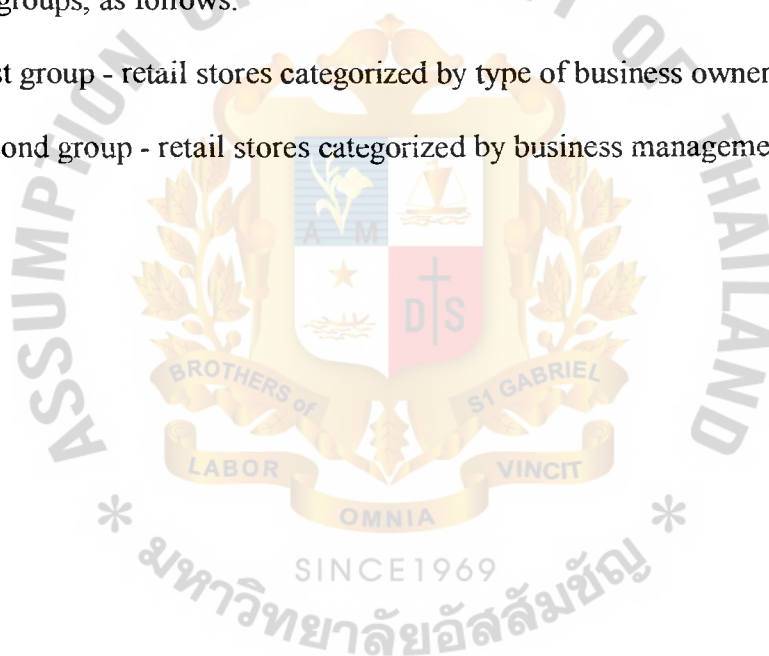 groups, as follows:
st group - retail stores categorized by type of business owner
ond group - retail stores categorized by business manageme
ASSUMPTION
OF THAILAND
A M
D S
BROTHERS of
ST GABRIEL
LABOR
VINCIT
OMNIA
* *
SINCE1969
มหาวิทยาลัยอัสสัมชัญ